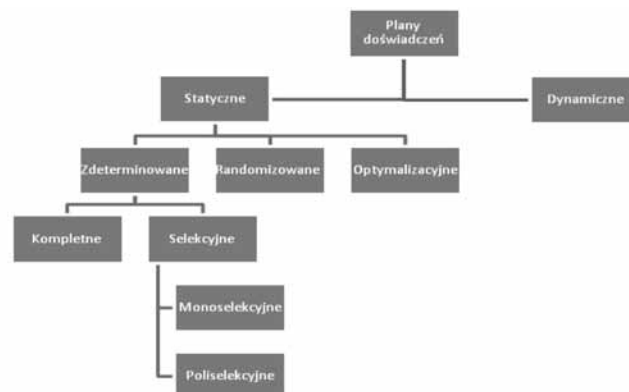 Plany
doświadczeń
Statyczne
Dynamiczne
Zdeterminowane
Randomizowane
Optymalizacyjne
Kompletne
Selekcyjne
Monoselekcyjne
Poliselekcyjne